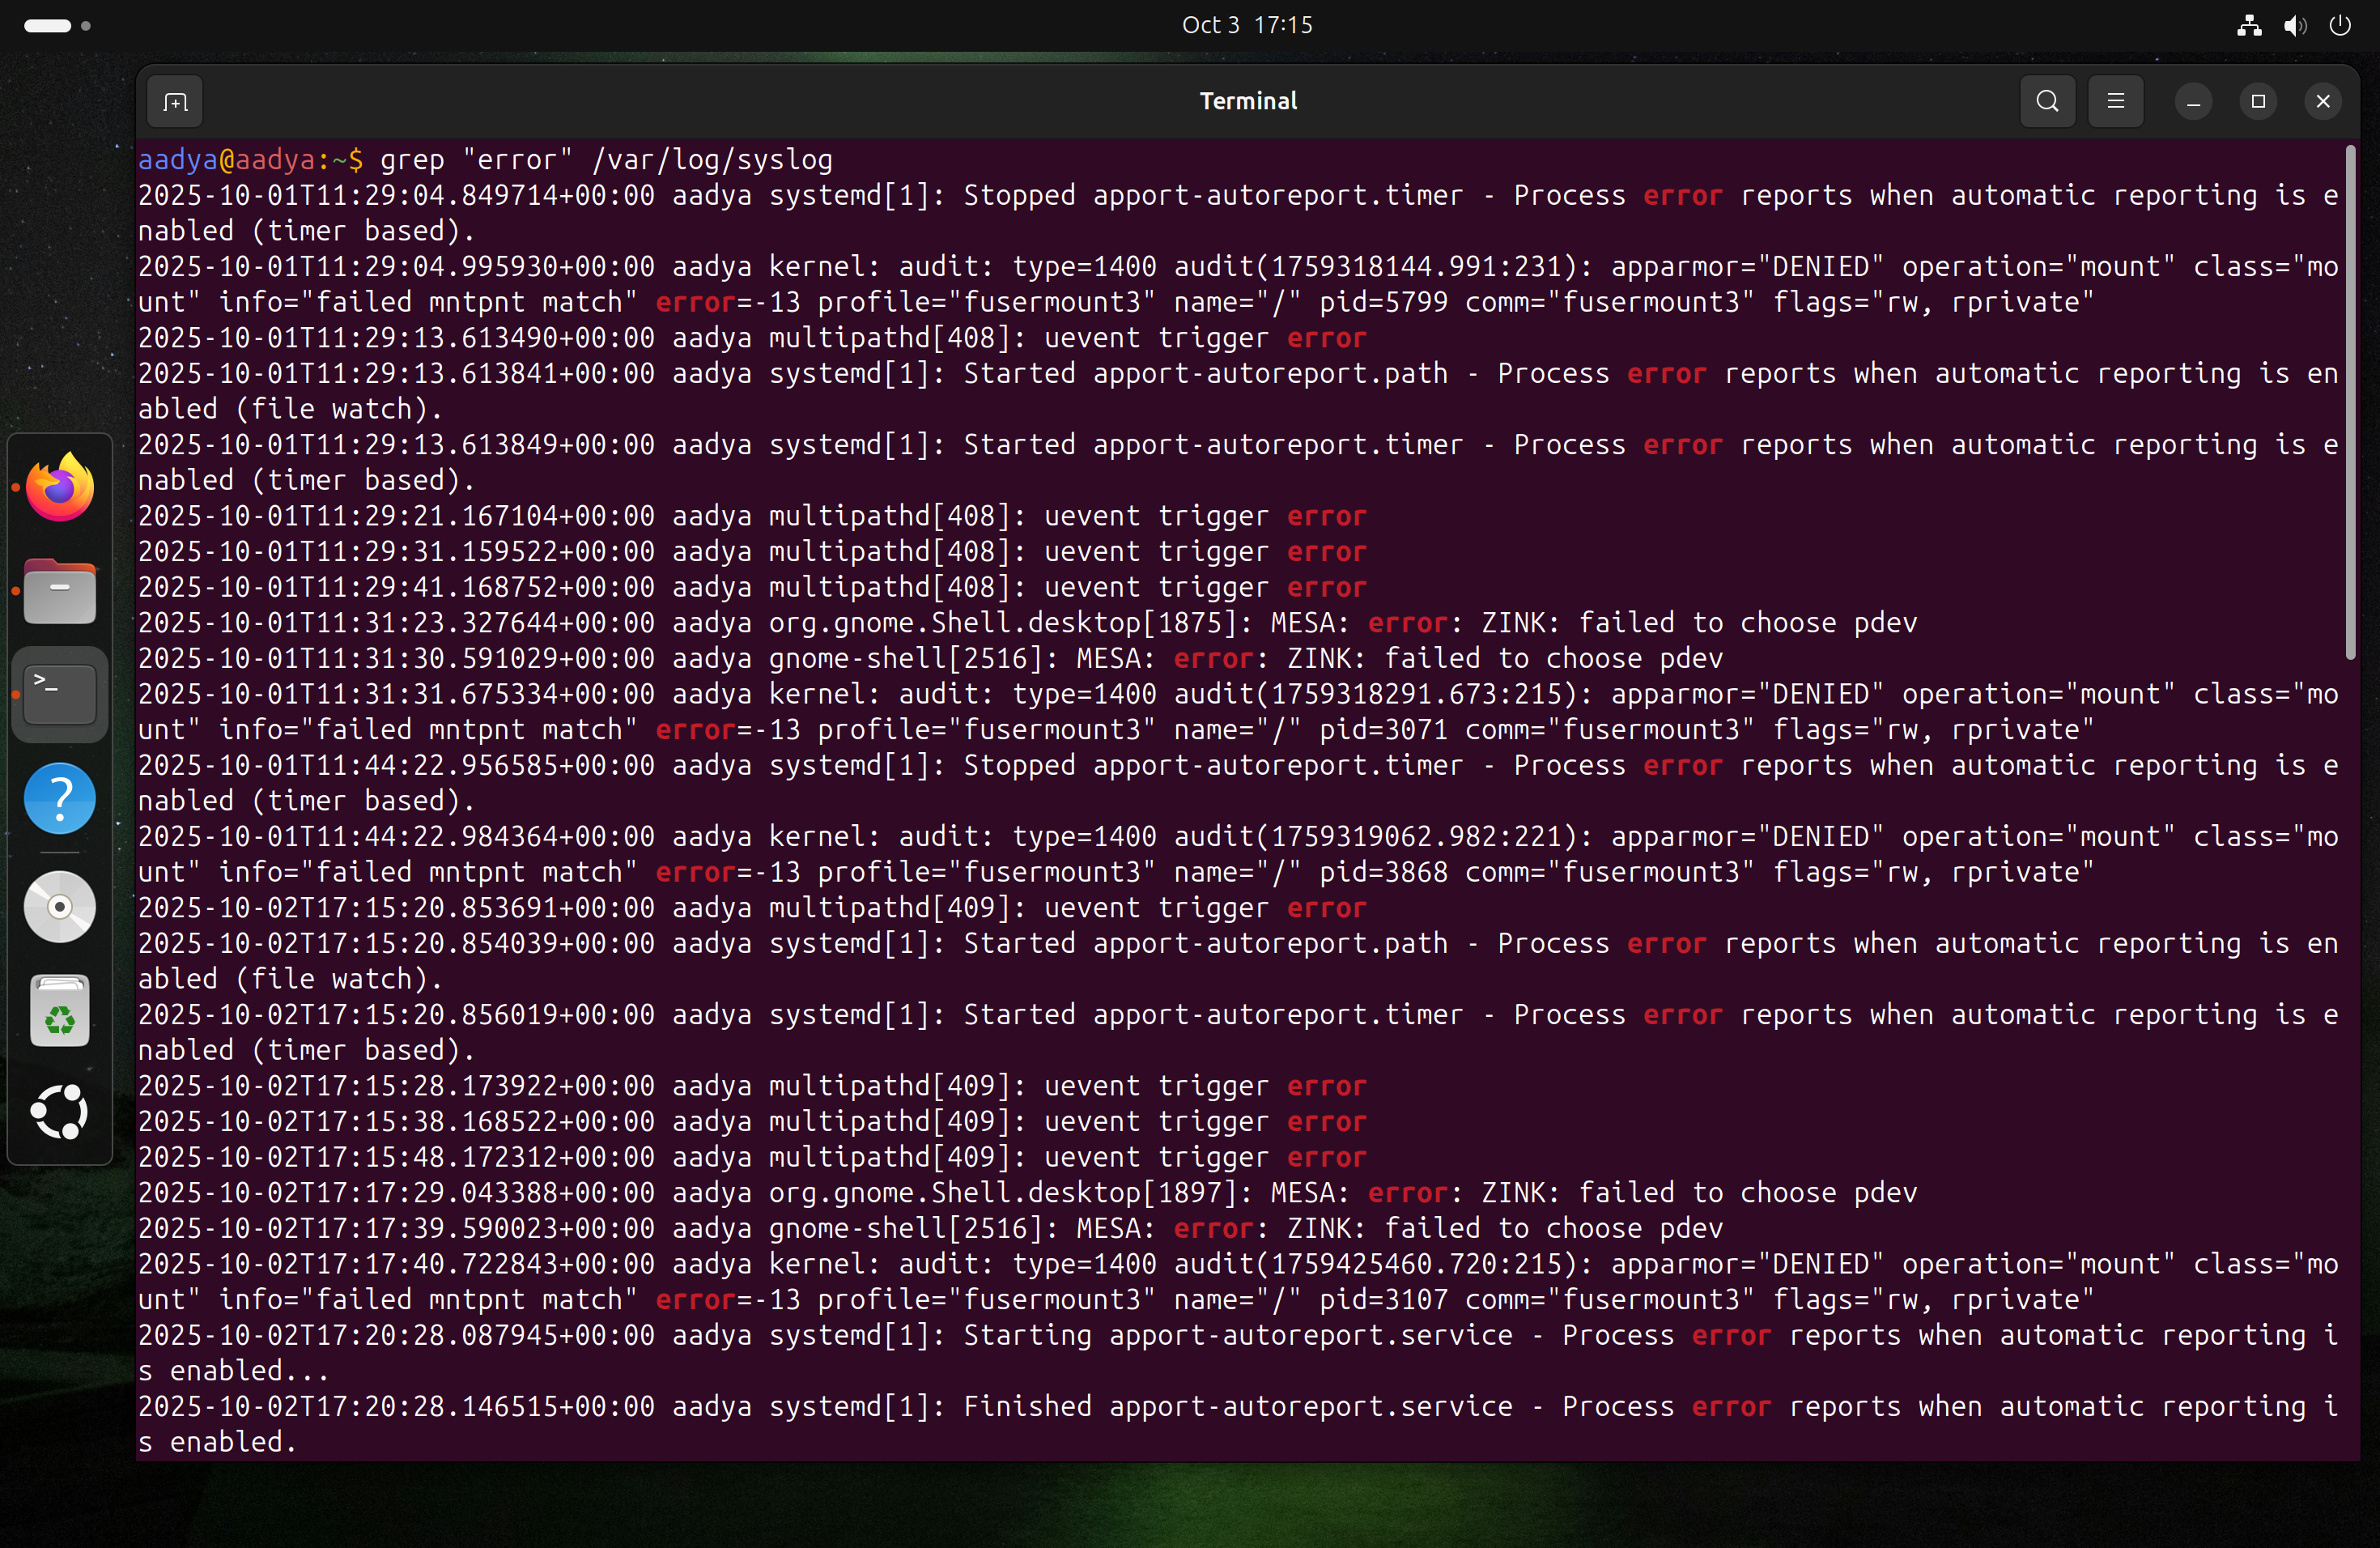 Oct 3 17:15
Terminal
aadya@aadya:~$ grep "error" /var/log/syslog
2025-10-01T11:29:04.849714+00:00 aadya systemd[1]: Stopped apport-autoreport.timer - Process error reports when automatic reporting is e
nabled (timer based).
2025-10-01T11:29:04.995930+00:00 aadya kernel: audit: type=1400 audit(1759318144.991:231): apparmor="DENIED" operation="mount" class="mo
unt" info="failed mntpnt match" error=-13 profile="fusermount3" name="/" pid=5799 comm="fusermount3" flags="rw, rprivate"
2025-10-01T11:29:13.613490+00:00 aadya multipathd[408]: uevent trigger error
2025-10-01T11:29:13.613841+00:00 aadya systemd[1]: Started apport-autoreport.path - Process error reports when automatic reporting is en
abled (file watch).
2025-10-01T11:29:13.613849+00:00 aadya systemd[1]: Started apport-autoreport.timer - Process error reports when automatic reporting is e
nabled (timer based).
2025-10-01T11:29:21.167104+00:00 aadya multipathd[408]: uevent trigger error
2025-10-01T11:29:31.159522+00:00 aadya multipathd[408]: uevent trigger error
2025-10-01T11:29:41.168752+00:00 aadya multipathd[408]: uevent trigger error
2025-10-01T11:31:23.327644+00:00 aadya org.gnome.Shell.desktop[1875]: MESA: error: ZINK: failed to choose pdev
2025-10-01T11:31:30.591029+00:00 aadya gnome-shell[2516]: MESA: error: ZINK: failed to choose pdev
2025-10-01T11:31:31.675334+00:00 aadya kernel: audit: type=1400 audit(1759318291.673:215): apparmor="DENIED" operation="mount" class="mo
unt" info="failed mntpnt match" error=-13 profile="fusermount3" name="/" pid=3071 comm="fusermount3" flags="rw, rprivate"
2025-10-01T11:44:22.956585+00:00 aadya systemd[1]: Stopped apport-autoreport.timer - Process error reports when automatic reporting is e
nabled (timer based).
2025-10-01T11:44:22.984364+00:00 aadya kernel: audit: type=1400 audit(1759319062.982:221): apparmor="DENIED" operation="mount" class="mo
unt" info="failed mntpnt match" error=-13 profile="fusermount3" name="/" pid=3868 comm="fusermount3" flags="rw, rprivate"
2025-10-02T17:15:20.853691+00:00 aadya multipathd[409]: uevent trigger error
2025-10-02T17:15:20.854039+00:00 aadya systemd[1]: Started apport-autoreport.path - Process error reports when automatic reporting is en
abled (file watch).
2025-10-02T17:15:20.856019+00:00 aadya systemd[1]: Started apport-autoreport.timer - Process error reports when automatic reporting is e
nabled (timer based).
2025-10-02T17:15:28.173922+00:00 aadya multipathd[409]: uevent trigger error
2025-10-02T17:15:38.168522+00:00 aadya multipathd[409]: uevent trigger error
2025-10-02T17:15:48.172312+00:00 aadya multipathd[409]: uevent trigger error
2025-10-02T17:17:29.043388+00:00 aadya org.gnome.Shell.desktop[1897]: MESA: error: ZINK: failed to choose pdev
2025-10-02T17:17:39.590023+00:00 aadya gnome-shell[2516]: MESA: error: ZINK: failed to choose pdev
2025-10-02T17:17:40.722843+00:00 aadya kernel: audit: type=1400 audit(1759425460.720:215): apparmor="DENIED" operation="mount" class="mo
unt" info="failed mntpnt match" error=-13 profile="fusermount3" name="/" pid=3107 comm="fusermount3" flags="rw, rprivate"
2025-10-02T17:20:28.087945+00:00 aadya systemd[1]: Starting apport-autoreport.service - Process error reports when automatic reporting i
s enabled...
2025-10-02T17:20:28.146515+00:00 aadya systemd[1]: Finished apport-autoreport.service - Process error reports when automatic reporting i
s enabled.